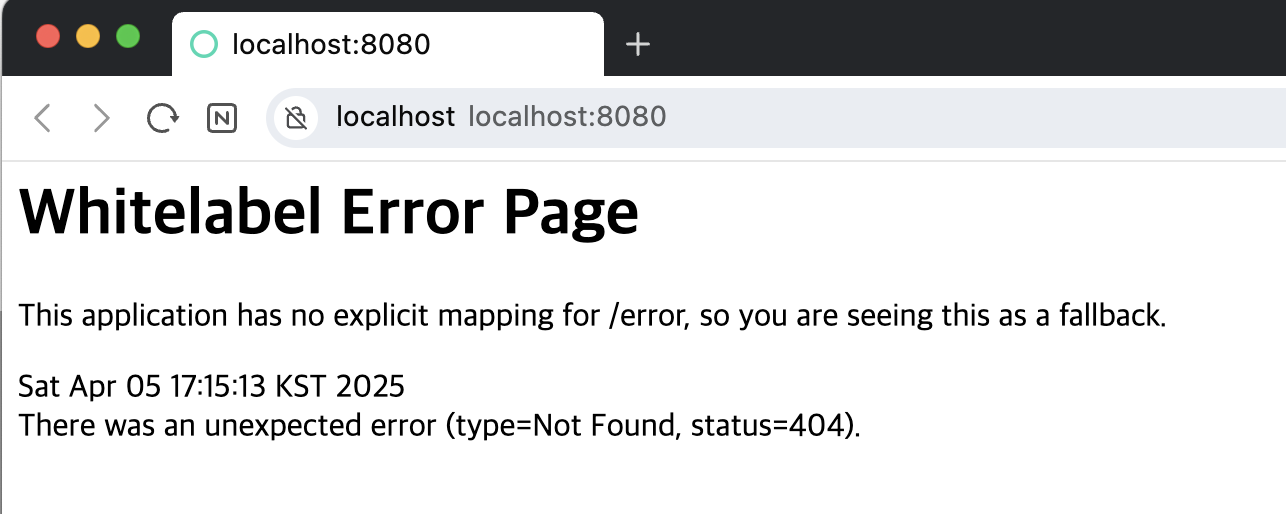 localhost:8080
localhost localhost:8080
Whitelabel Error Page
This application has no explicit mapping for /error, so you are seeing this as a fallback.
Sat Apr 05 17:15:13 KST 2025
There was an unexpected error (type=Not Found, status=404).